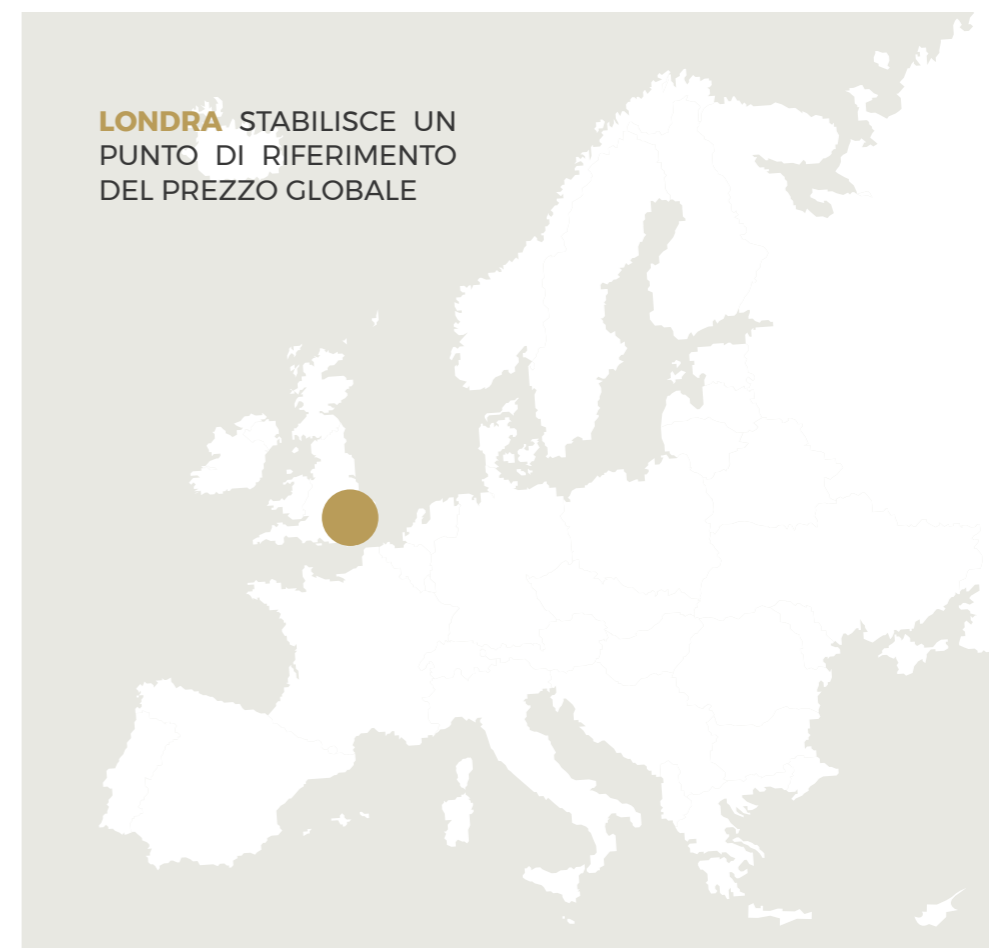 LONDRA STABILISCE UN
PUNTO DI RIFERIMENTO
DEL PREZZO GLOBALE